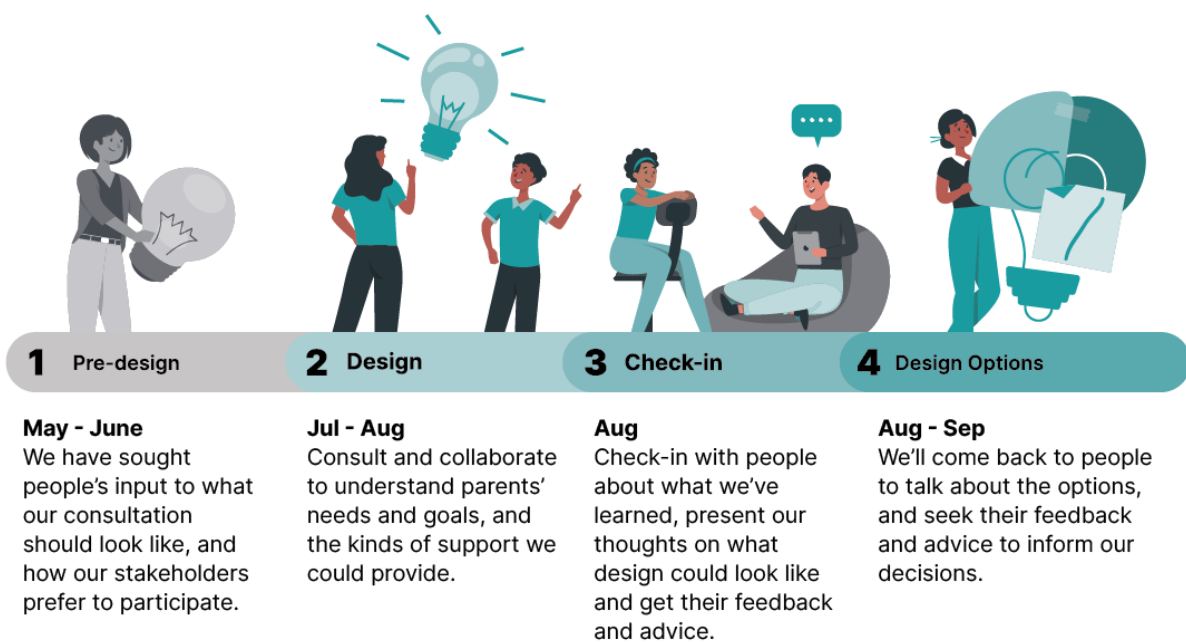 1 Pre-design
2 Design
3 Check-in
4 Design Options
May - June
We have sought
people’s input to what
our consultation
should look like, and
how our stakeholders
prefer to participate.
Jul - Aug
Consult and collaborate
to understand parents’
needs and goals, and
the kinds of support we
could provide.
Aug
Check-in with people
about what we’ve
learned, present our
thoughts on what
design could look like
and get their feedback
and advice.
Aug - Sep
We’ll come back to people
to talk about the options,
and seek their feedback
and advice to inform our
decisions.